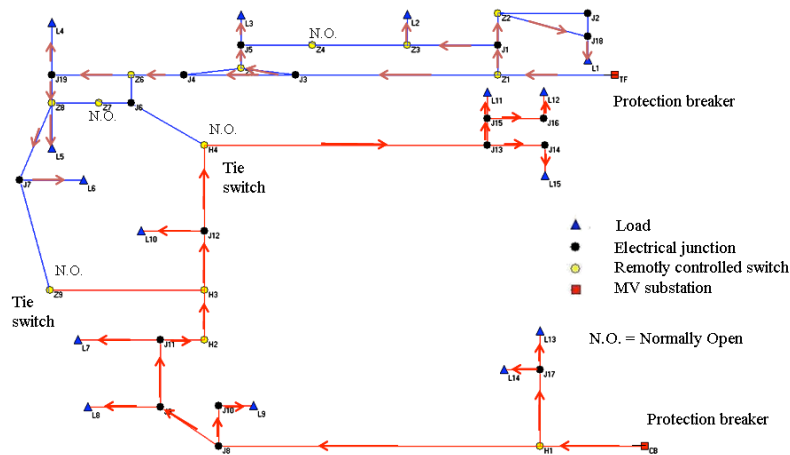 L3
L2
Z2
J2
L4
N.O.
J18
J5
Z4
Z3
J1
L1
J19
Z6
J4
J3
Z1
TF
Protection breaker
Z8
Z7
J6
N.O.
L11
L12
J15
J16
N.O.
H4
J13
J14
L5
Tie
switch
J7
L6
L15
L10
J12
Load
Electrical junction
N.O.
Remotly controlled switch
Z9
H3
MV substation
Tie
switch
L7
J11
H2
L13
N.O. = Normally Open
L14
J17
L8
J10
L9
Protection breaker
J8
H1
CB